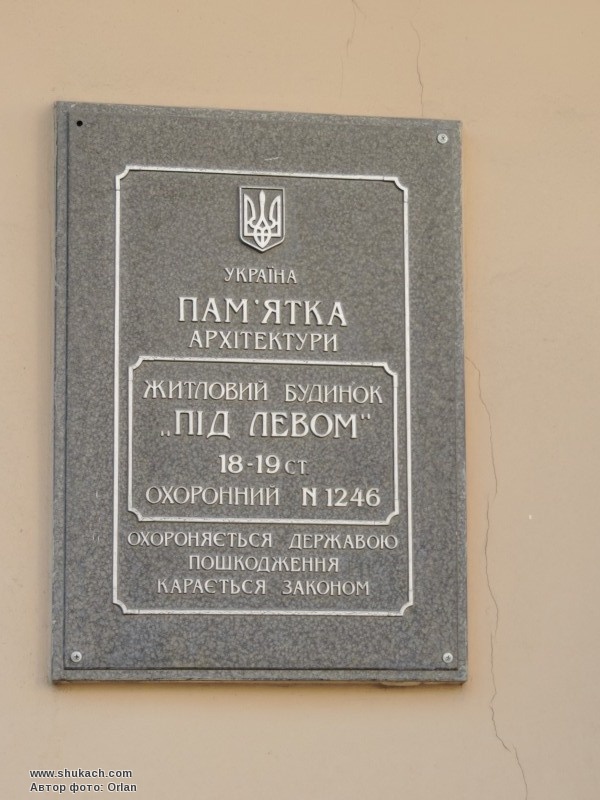 УКРАЇНА
ПАМ'ЯТКА
АРХІТЕКТУРИ
ЖИТЛОВИЙ БУДИНОК
„ПІД ЛЕВОМ"
18-19 СТ.
ОХОРОННИЙ N 1246
ОХОРОНЯЄТЬСЯ ДЕРЖАВОЮ
ПОШКОДЖЕННЯ
КАРАЄТЬСЯ ЗАКОНОМ
www.shukach.com
Автор фото: Orlan